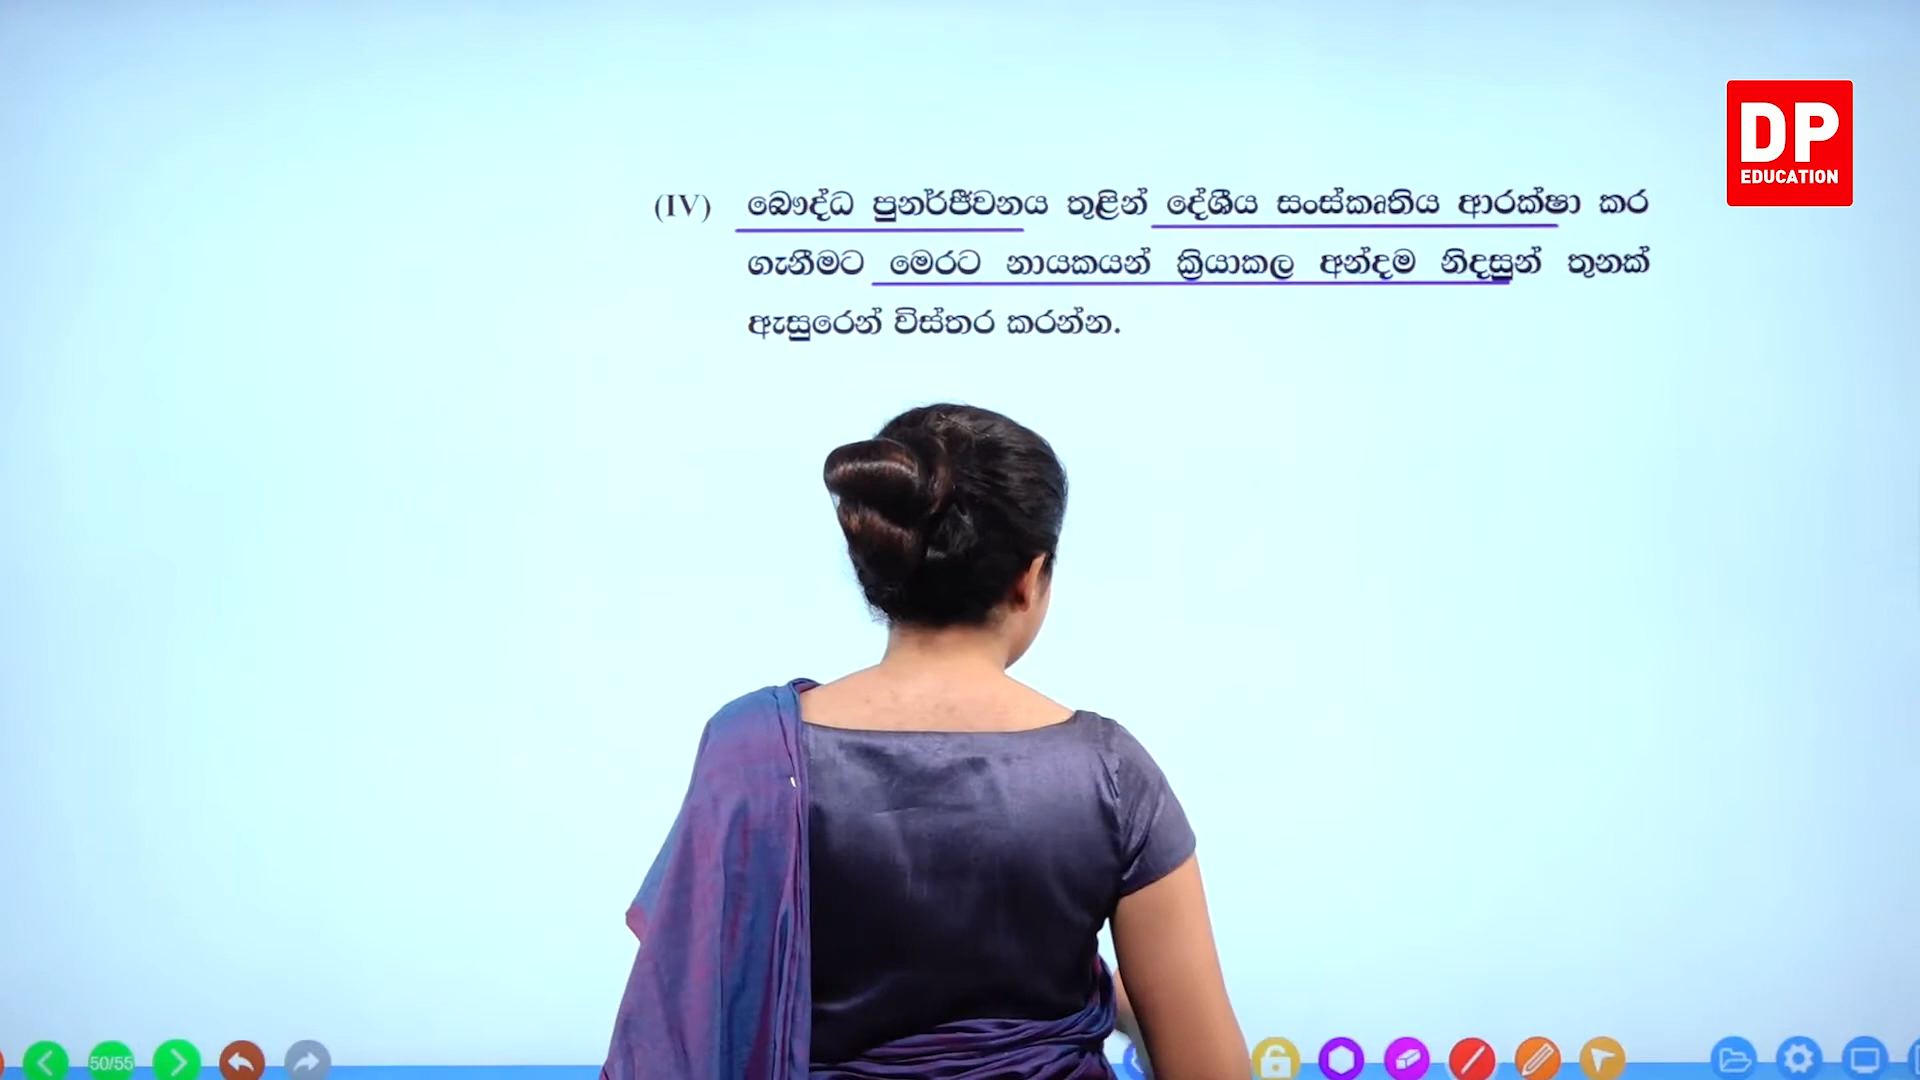 DP
EDUCATION
(IV) බෞද්ධ පුනර්ජීවනය තුළින් දේශීය සංස්කෘතිය ආරක්ෂා කර
ගැනීමට මෙරට නායකයන් ක්‍රියාකල අන්දම නිදසුන් තුනක්
ඇසුරෙන් විස්තර කරන්න.
50/55